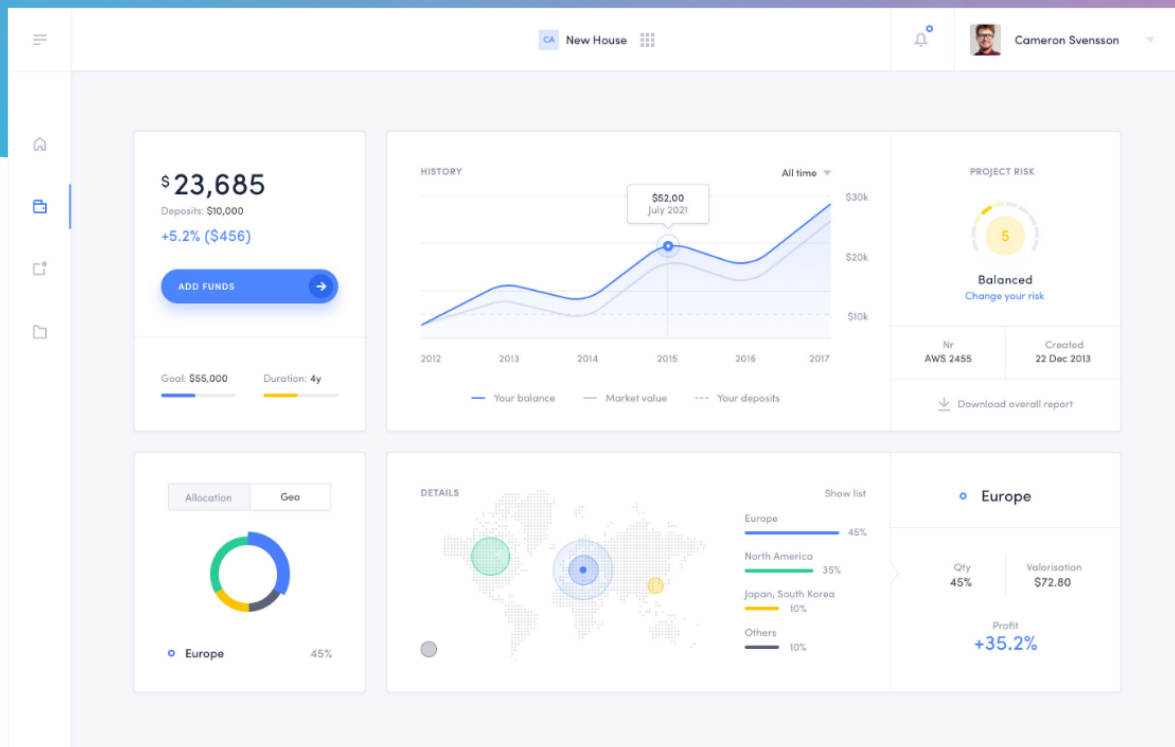 CA New House
Cameron Svensson
$23,685
Deposits: $10,000
+5.2% ($456)
ADD FUNDS
Goal: $55,000 Duration: 4y
HISTORY
All time
$52,00
July 2021
$30k
$20k
$10k
2012 2013 2014 2015 2016 2017
Your balance Market value Your deposits
PROJECT RISK
5
Balanced
Change your risk
Nr Created
AWS 2455 22 Dec 2013
Download overall report
Allocation Geo
Europe 45%
DETAILS
Show list
Europe
45%
North America
35%
Japan, South Korea
10%
Others
10%
Europe
Qty Valorisation
45% $72.80
Profit
+35.2%